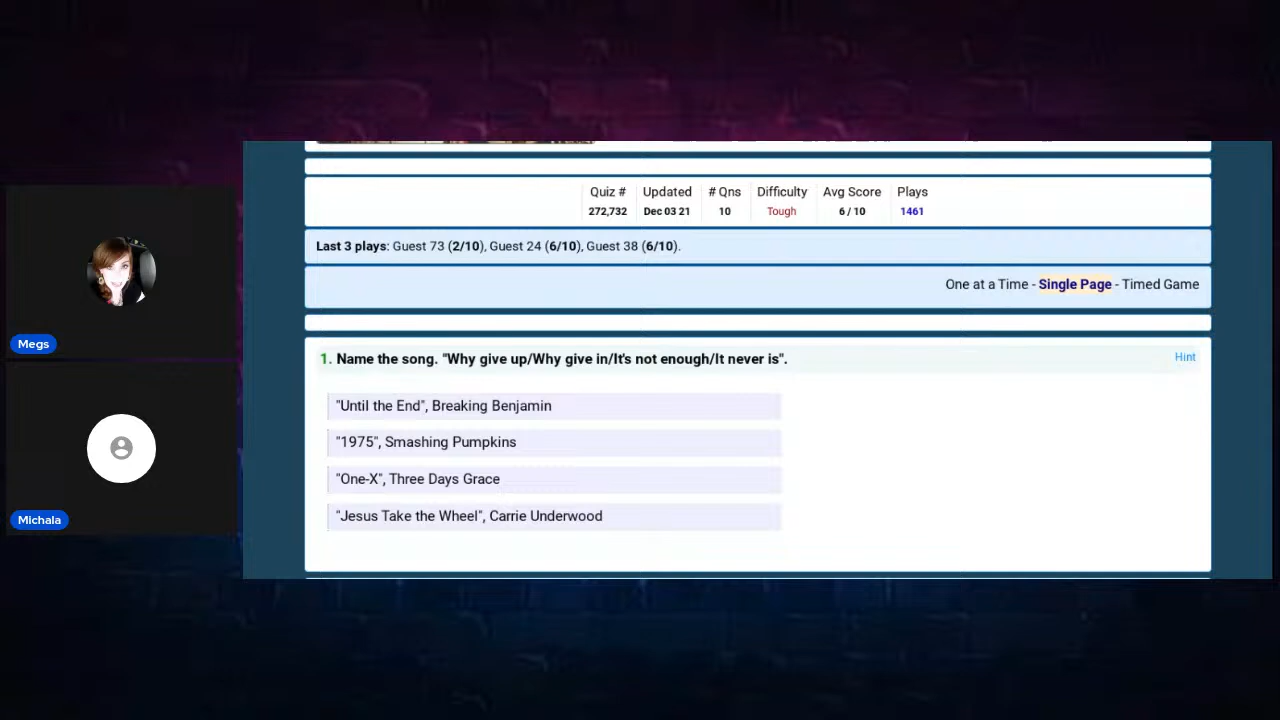 Quiz # Updated # Qns Difficulty Avg Score Plays
272,732 Dec 03 21 10 Tough 6 / 10 1461
Last 3 plays: Guest 73 (2/10), Guest 24 (6/10), Guest 38 (6/10).
One at a Time - Single Page - Timed Game
1. Name the song. "Why give up/Why give in/It's not enough/It never is". Hint
"Until the End", Breaking Benjamin
"1975", Smashing Pumpkins
"One-X", Three Days Grace
"Jesus Take the Wheel", Carrie Underwood
Megs
Michala